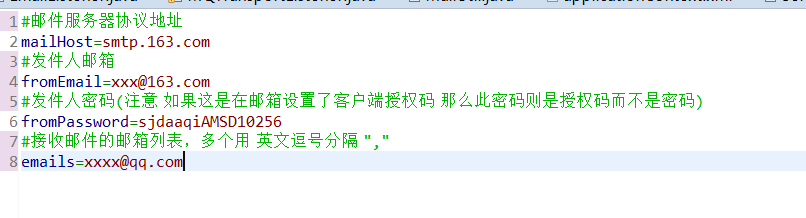 1 #邮件服务器协议地址
2 mailHost=smtp.163.com
3 #发件人邮箱
4 fromEmail=xxx@163.com
5 #发件人密码(注意 如果这是在邮箱设置了客户端授权码 那么此密码则是授权码而不是密码)
6 fromPassword=sjdaaqiAMSD10256
7 #接收邮件的邮箱列表，多个用 英文逗号分隔 ","
8 emails=xxxx@qq.com